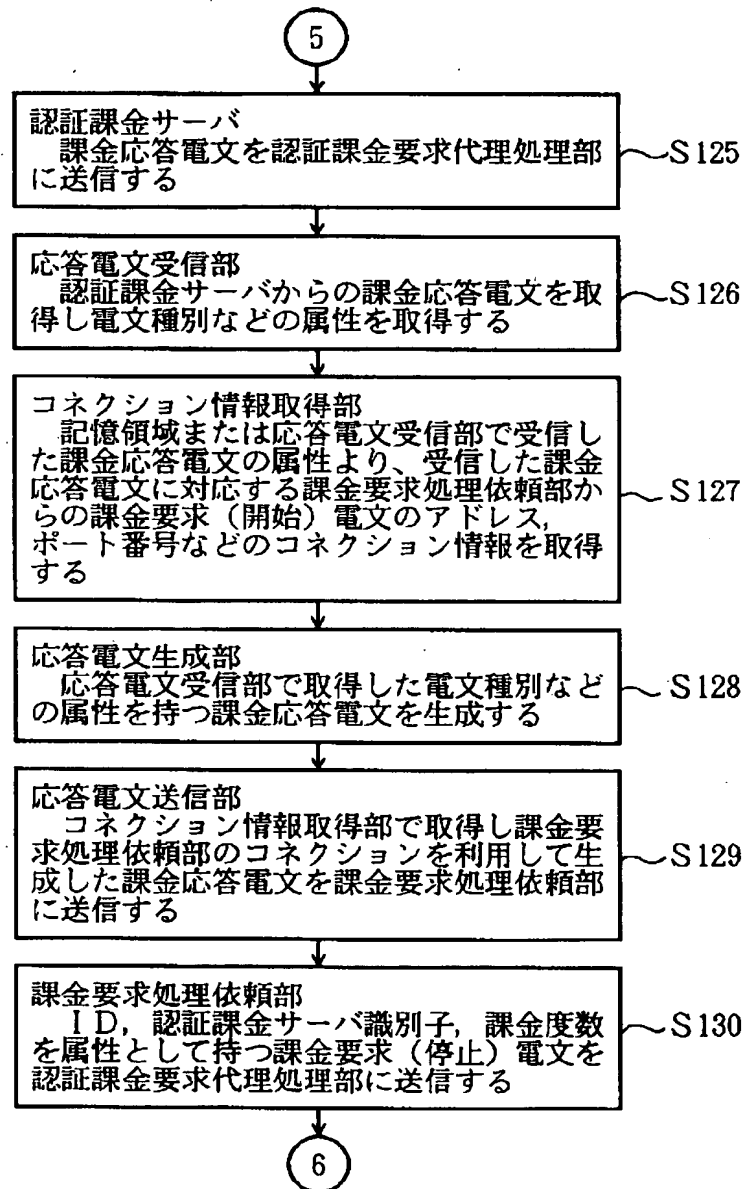 5
認証課金サーバ
課金応答電文を認証課金要求代理処理部
に送信する
S125
応答電文受信部
認証課金サーバからの課金応答電文を取
得し電文種別などの属性を取得する
S126
コネクション情報取得部
記憶領域または応答電文受信部で受信し
た課金応答電文の属性より、受信した課金
応答電文に対応する課金要求処理依頼部か
らの課金要求（開始）電文のアドレス,
ポート番号などのコネクション情報を取得
する
S127
応答電文生成部
応答電文受信部で取得した電文種別など
の属性を持つ課金応答電文を生成する
S128
応答電文送信部
コネクション情報取得部で取得し課金要
求処理依頼部のコネクションを利用して生
成した課金応答電文を課金要求処理依頼部
に送信する
S129
課金要求処理依頼部
ID, 認証課金サーバ識別子, 課金度数
を属性として持つ課金要求（停止）電文を
認証課金要求代理処理部に送信する
S130
6